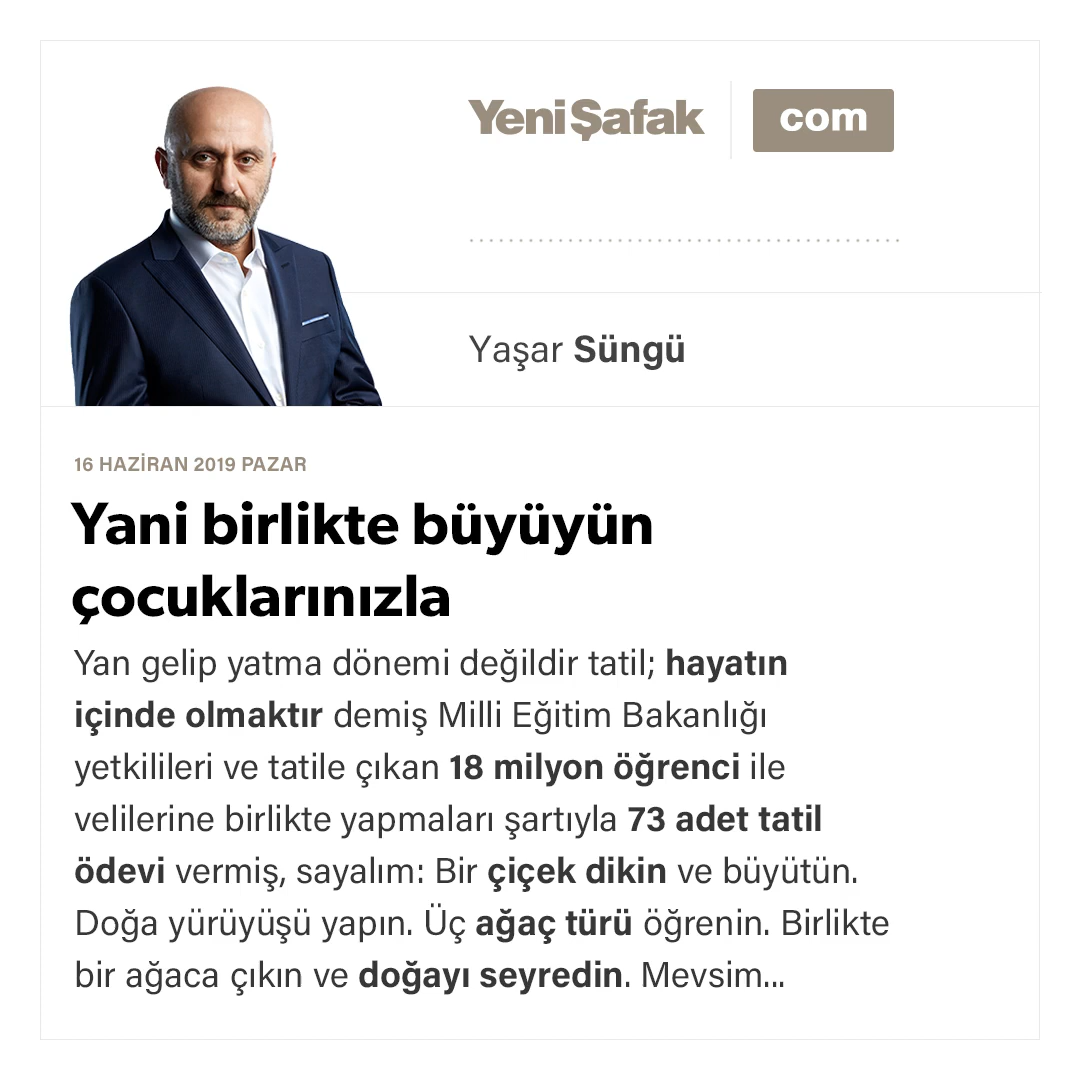 YeniŞafak com
Yaşar Süngü
16 HAZİRAN 2019 PAZAR
Yani birlikte büyüyün
çocuklarınızla
Yan gelip yatma dönemi değildir tatil; hayatın
içinde olmaktır demiş Milli Eğitim Bakanlığı
yetkilileri ve tatile çıkan 18 milyon öğrenci ile
velilerine birlikte yapmaları şartıyla 73 adet tatil
ödevi vermiş, sayalım: Bir çiçek dikin ve büyütün.
Doğa yürüyüşü yapın. Üç ağaç türü öğrenin. Birlikte
bir ağaca çıkın ve doğayı seyredin. Mevsim...